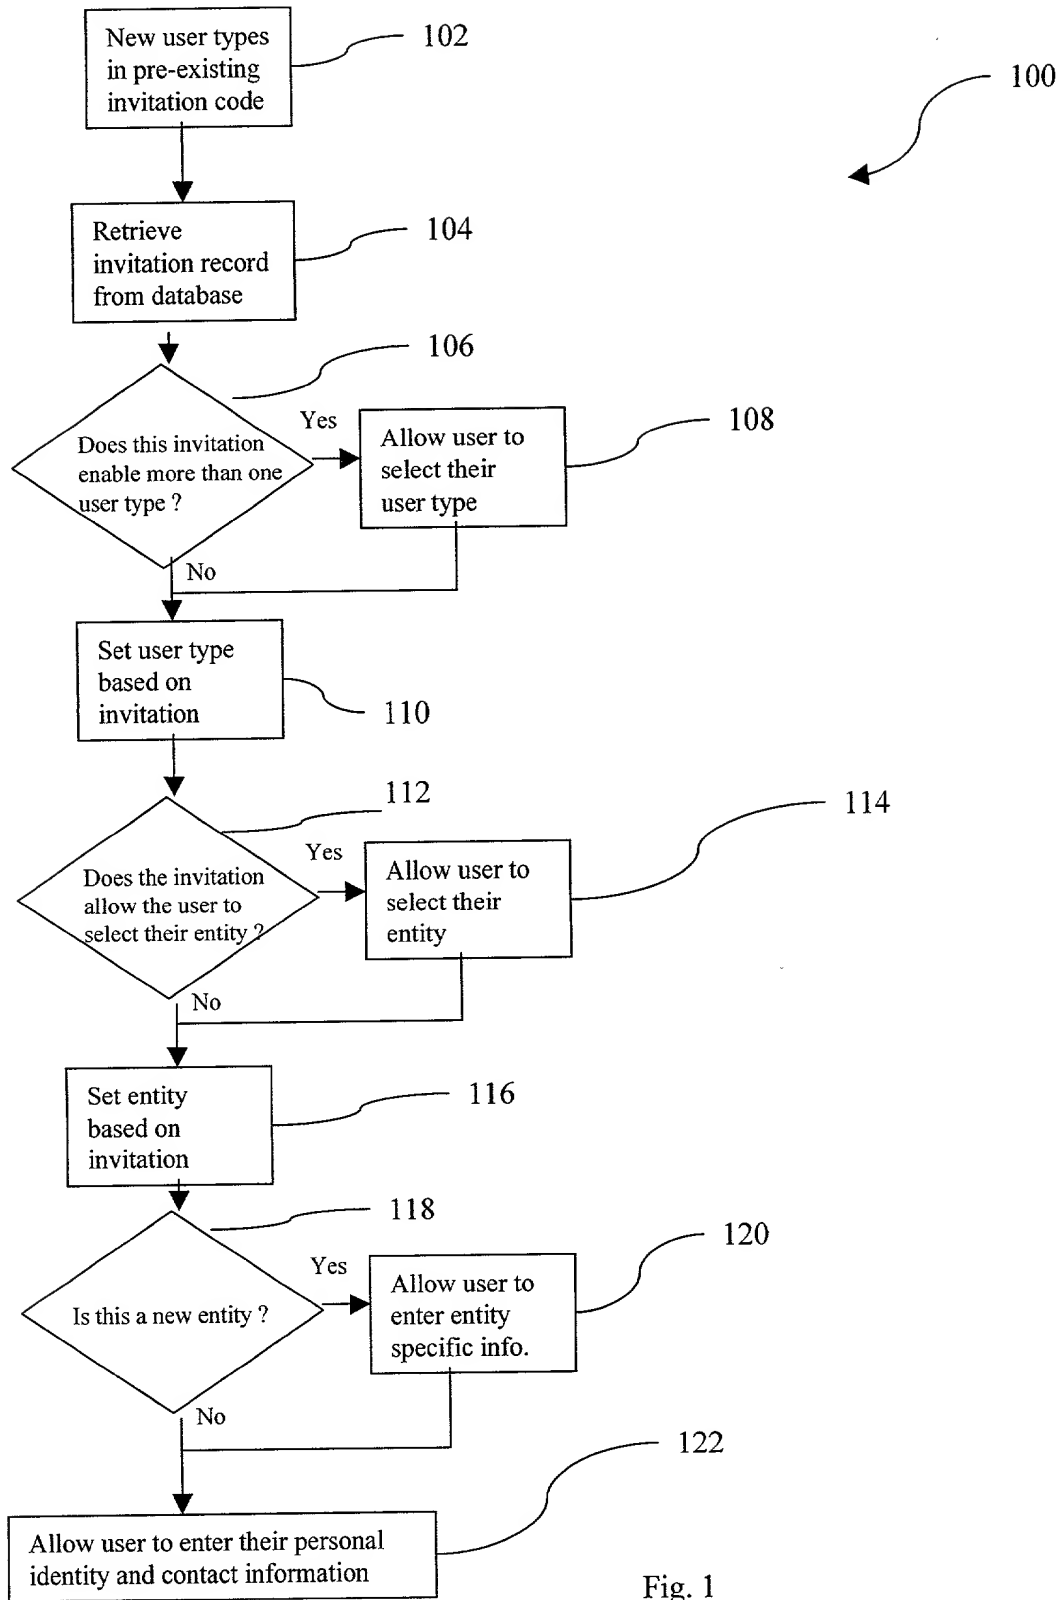 New user types
in pre-existing
invitation code
102
100
Retrieve
invitation record
from database
104
106
Does this invitation
enable more than one
user type ?
Yes
Allow user to
select their
user type
108
No
Set user type
based on
invitation
110
112
Does the invitation
allow the user to
select their entity ?
Yes
Allow user to
select their
entity
114
No
Set entity
based on
invitation
116
118
Is this a new entity ?
Yes
Allow user to
enter entity
specific info.
120
No
122
Allow user to enter their personal
identity and contact information
Fig. 1